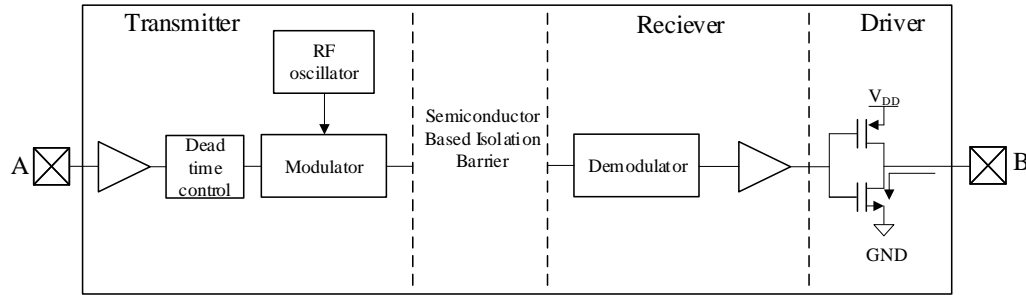 Transmitter
Reciever
Driver
RF
oscillator
Semiconductor
Based Isolation
Barrier
V_DD
A
Dead
time
control
Modulator
Demodulator
B
GND